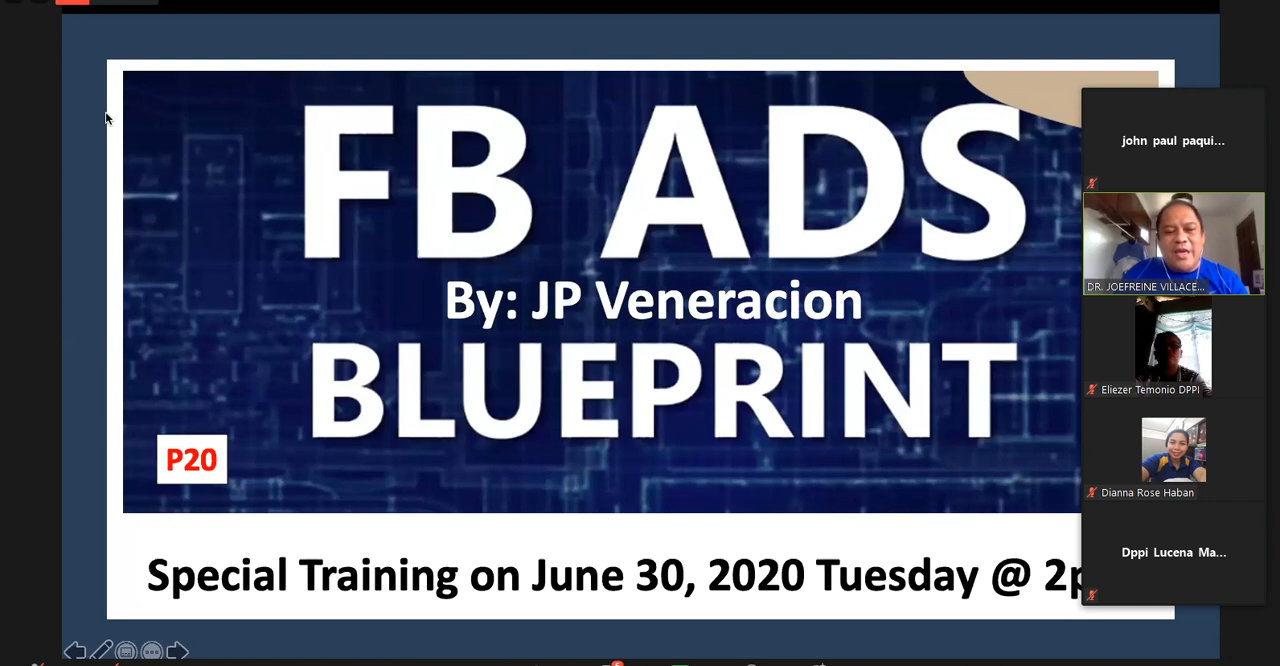 FB ADS
By: JP Veneracion
BLUEPRINT
P20
Special Training on June 30, 2020 Tuesday @ 2p
john paul paqui...
DR. JOEFREINE VILLACE...
Eliezer Temonio DPPI
Dianna Rose Haban
Dppi Lucena Ma...